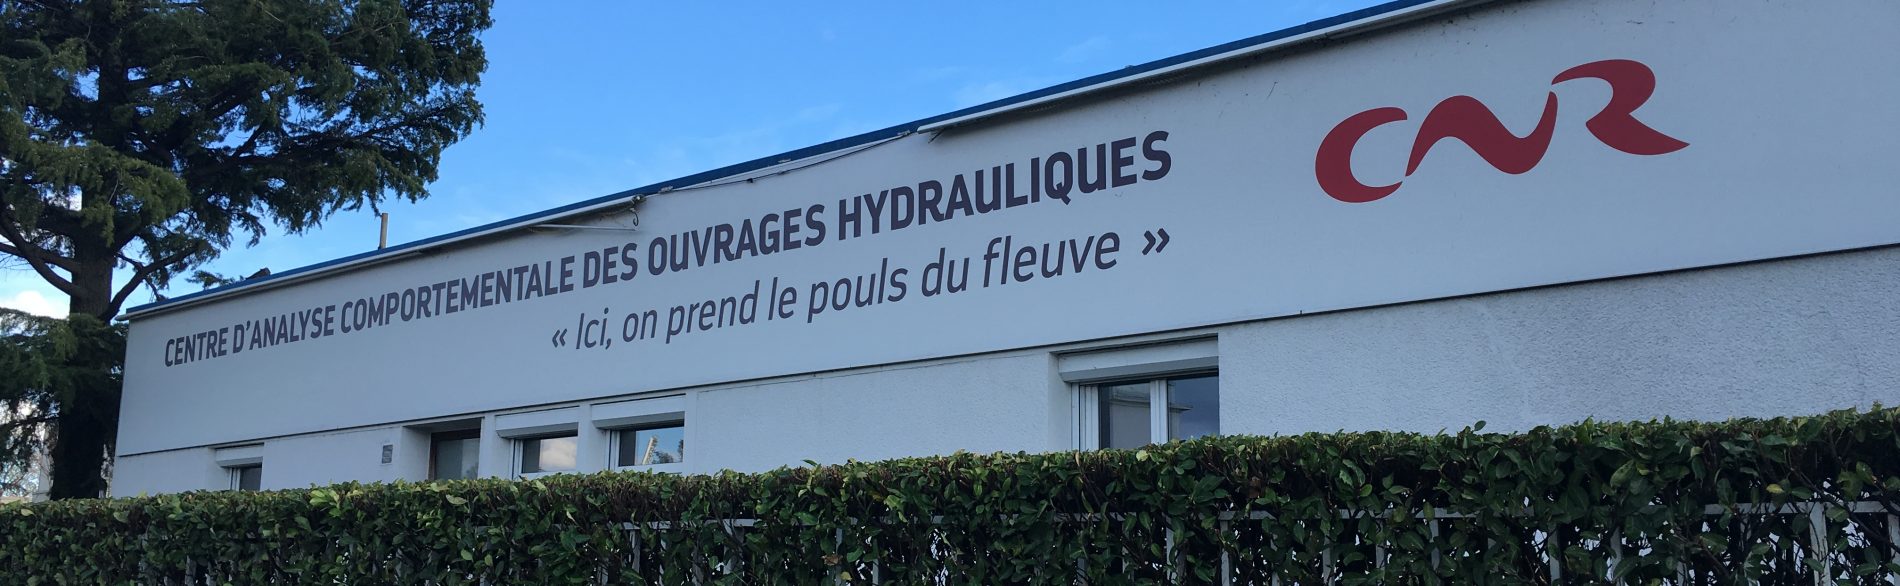 CENTRE D'ANALYSE COMPORTEMENTALE DES OUVRAGES HYDRAULIQUES
« Ici, on prend le pouls du fleuve »
CNR